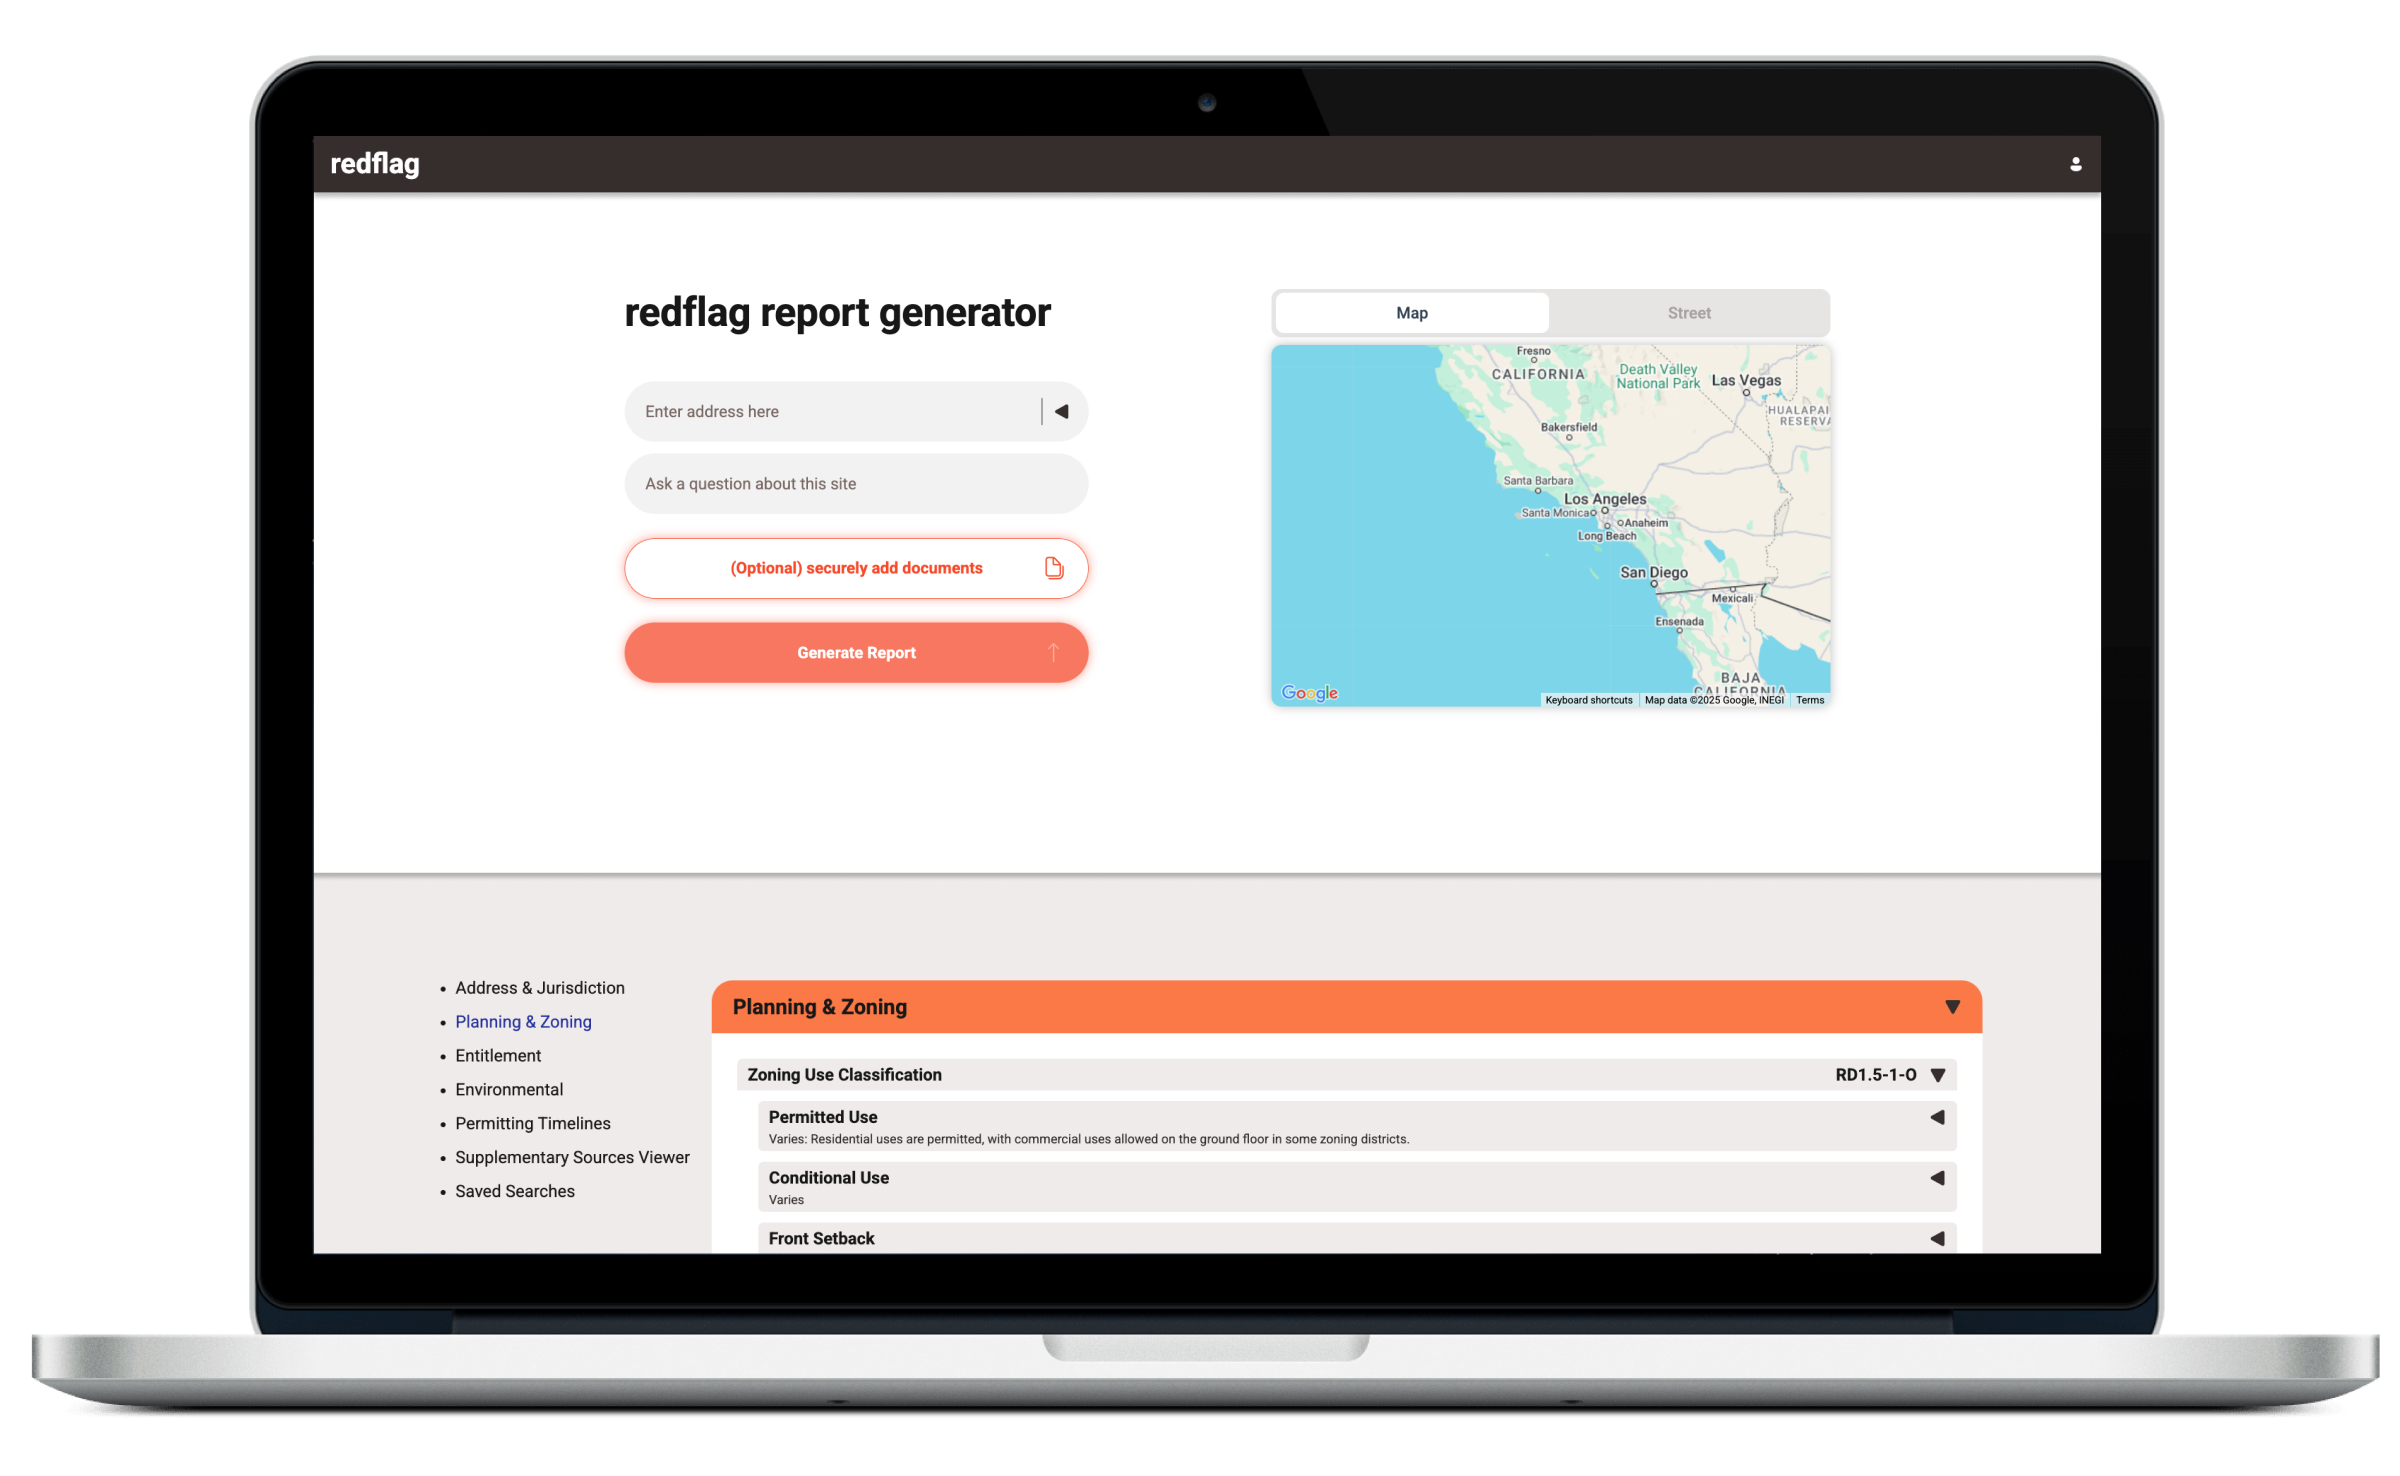 redflag
redflag report generator
Enter address here
Ask a question about this site
(Optional) securely add documents
Generate Report
Map
Street
Fresno
CALIFORNIA
Death Valley
National Park
Las Vegas
HUALAPAI
RESERVA
Bakersfield
Santa Barbara
Los Angeles
Santa Monica
Anaheim
Long Beach
San Diego
Mexicali
Ensenada
BAJA
CALIFORNIA
Google
Keyboard shortcuts
Map data ©2025 Google, INEGI
Terms
• Address & Jurisdiction
• Planning & Zoning
• Entitlement
• Environmental
• Permitting Timelines
• Supplementary Sources Viewer
• Saved Searches
Planning & Zoning
Zoning Use Classification RD1.5-1-O
Permitted Use
Varies: Residential uses are permitted, with commercial uses allowed on the ground floor in some zoning districts.
Conditional Use
Varies
Front Setback